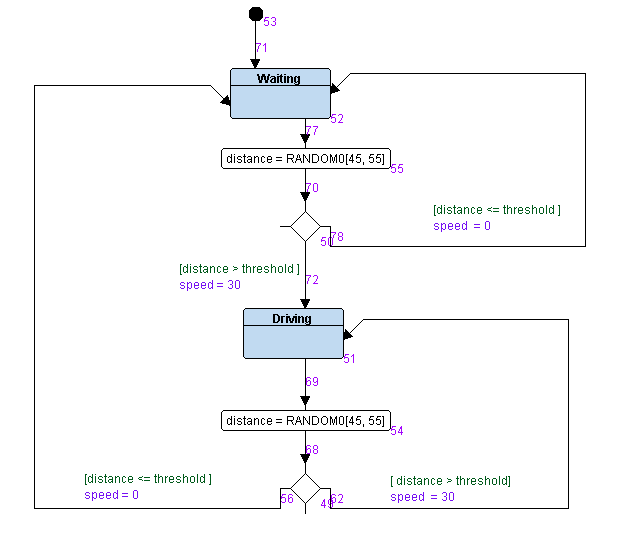 53
71
Waiting
52
77
distance = RANDOM0[45, 55]
55
70
[distance <= threshold ]
speed = 0
78
50
[distance > threshold ]
speed = 30
72
Driving
51
69
distance = RANDOM0[45, 55]
54
68
[distance <= threshold ]
speed = 0
56
49
62
[ distance > threshold]
speed = 30